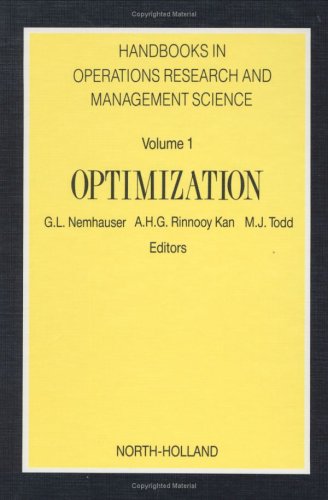 HANDBOOKS IN
OPERATIONS RESEARCH AND
MANAGEMENT SCIENCE
Volume 1
OPTIMIZATION
G.L. Nemhauser A.H.G. Rinnooy Kan M.J. Todd
Editors
NORTH-HOLLAND